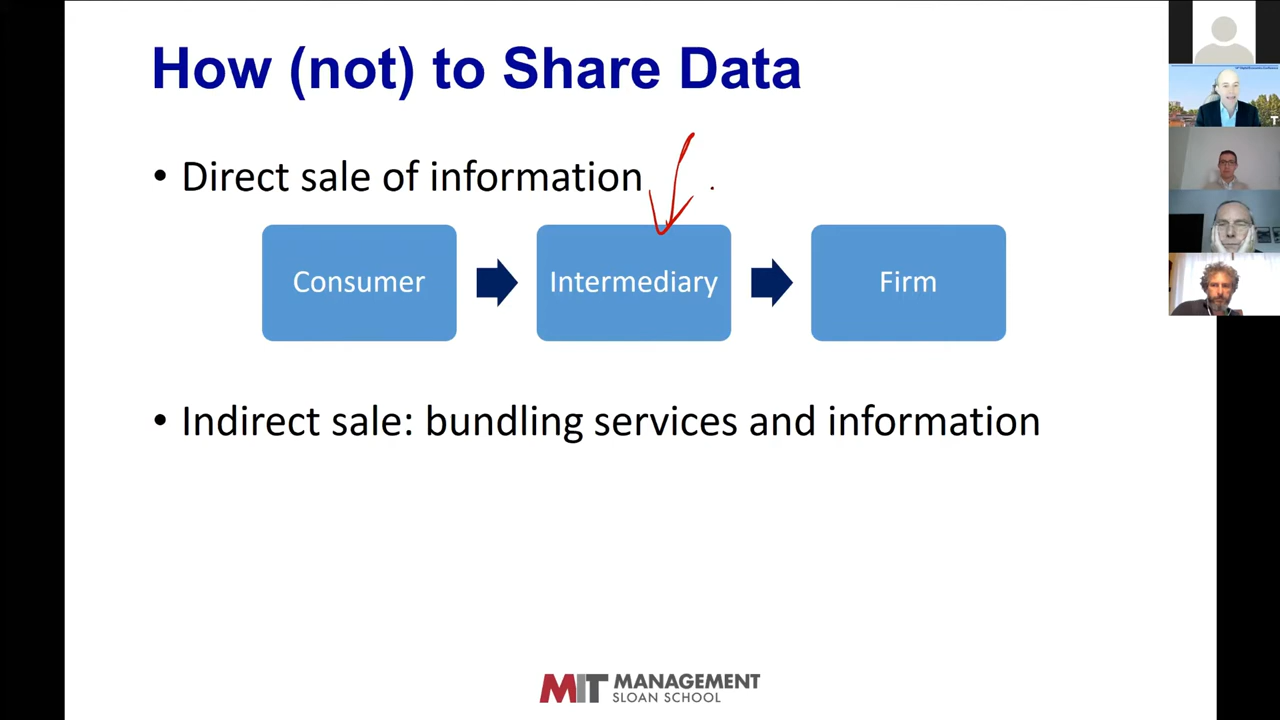 How (not) to Share Data
• Direct sale of information
Consumer
Intermediary
Firm
• Indirect sale: bundling services and information
MIT MANAGEMENT
SLOAN SCHOOL